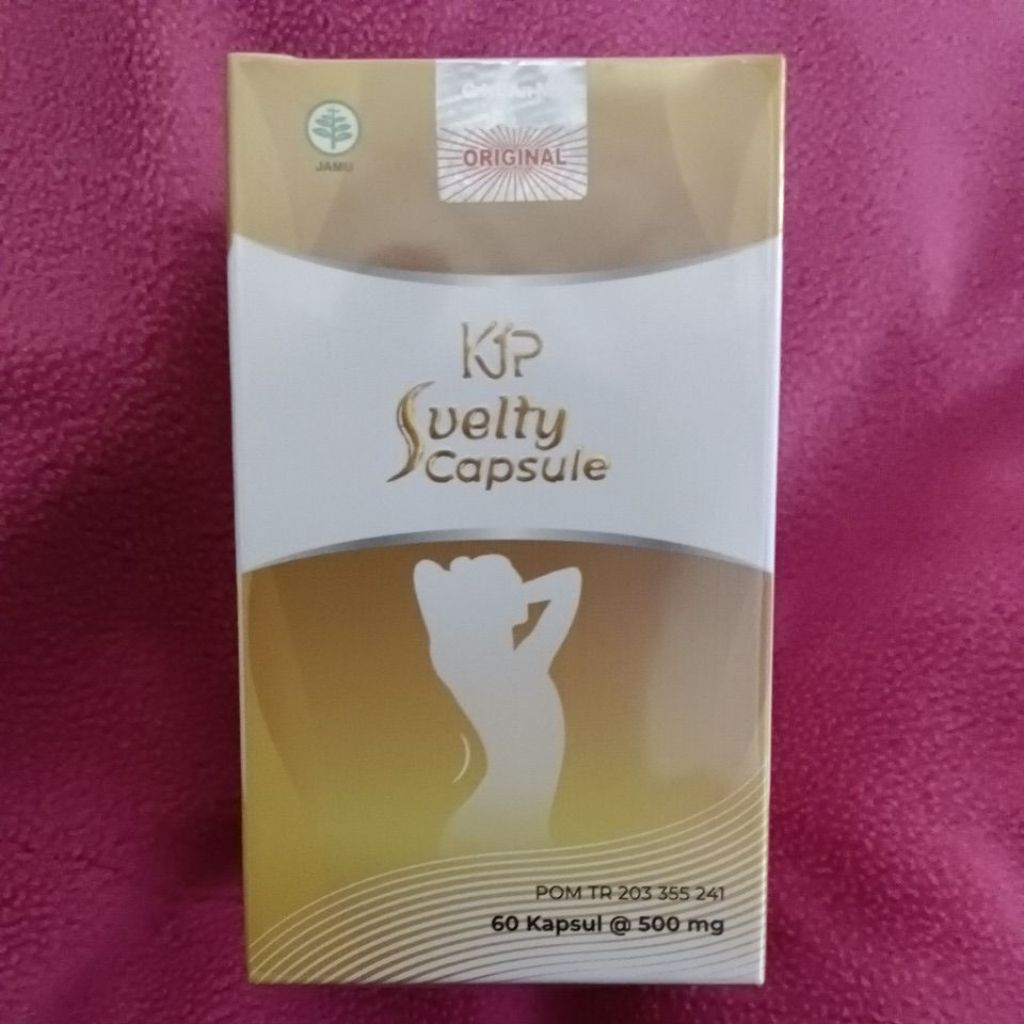 JAMU
ORIGINAL
KJP
Svelty
Capsule
POM TR 203 355 241
60 Kapsul @ 500 mg